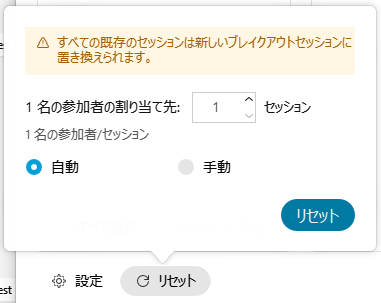 すべての既存のセッションは新しいブレイクアウトセッションに
置き換えられます。
1 名の参加者の割り当て先: 1 セッション
1 名の参加者/セッション
自動 手動
リセット
設定 リセット
est